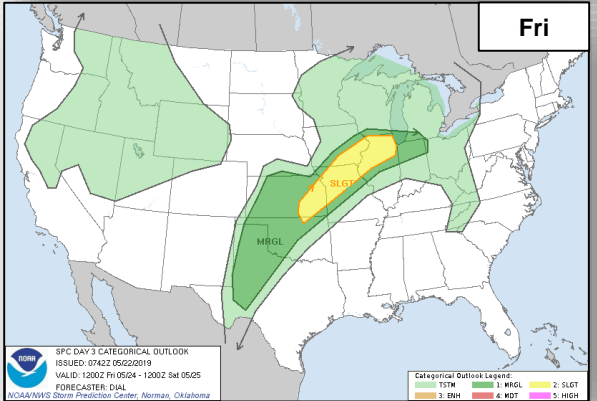 Fri
SLGT
MRGL
NOAA
SPC DAY 3 CATEGORICAL OUTLOOK
ISSUED: 0742Z 05/22/2019
VALID: 1200Z Fri 05/24 - 1200Z Sat 05/25
FORECASTER: DIAL
NOAA/NWS Storm Prediction Center, Norman, Oklahoma
Categorical Outlook Legend:
TSTM 1: MRGL 2: SLGT
3: ENH 4: MDT 5: HIGH